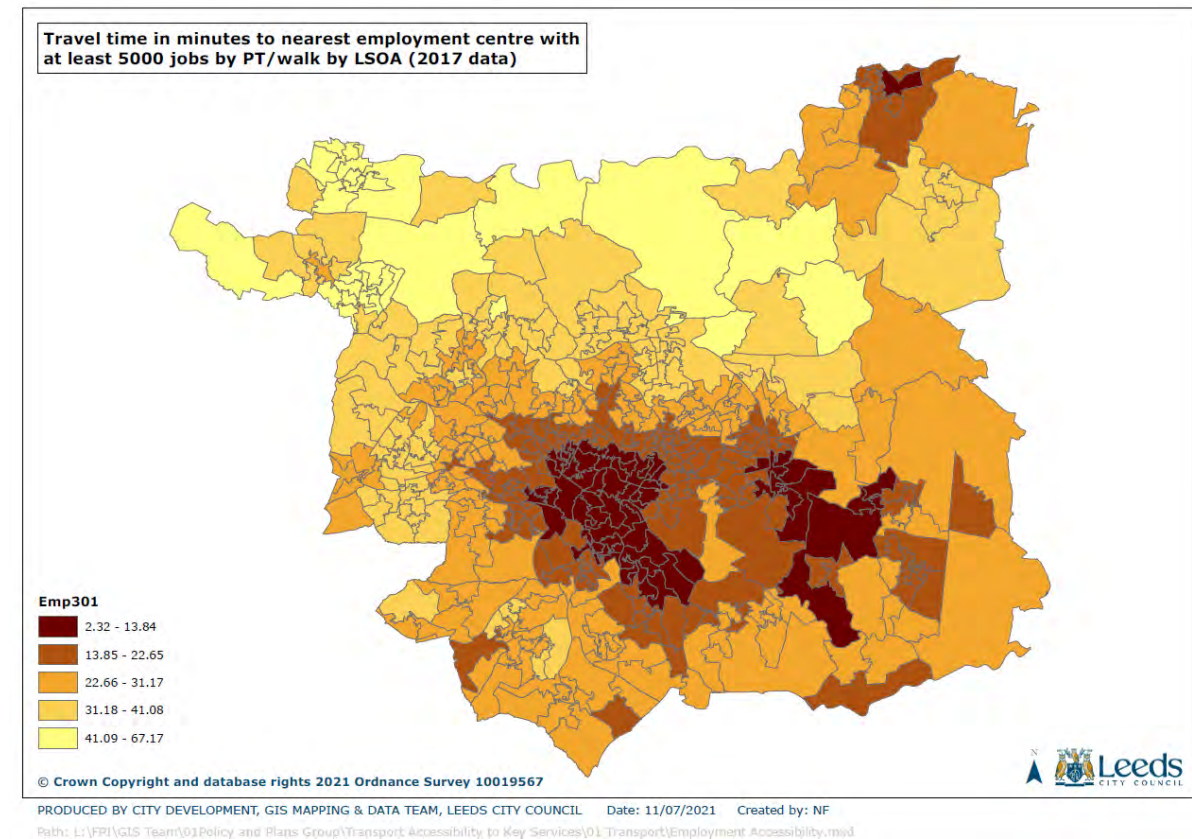 Travel time in minutes to nearest employment centre with
at least 5000 jobs by PT/walk by LSOA (2017 data)
Emp301
2.32 - 13.84
13.85 - 22.65
22.66 - 31.17
31.18 - 41.08
41.09 - 67.17
© Crown Copyright and database rights 2021 Ordnance Survey 10019567
N
Leeds
CITY COUNCIL
PRODUCED BY CITY DEVELOPMENT, GIS MAPPING & DATA TEAM, LEEDS CITY COUNCIL Date: 11/07/2021 Created by: NF
Path: L:\FPI\GIS Team\01Policy and Plans Group\Transport Accessibility to Key Services\01 Transport\Employment Accessibility.mxd